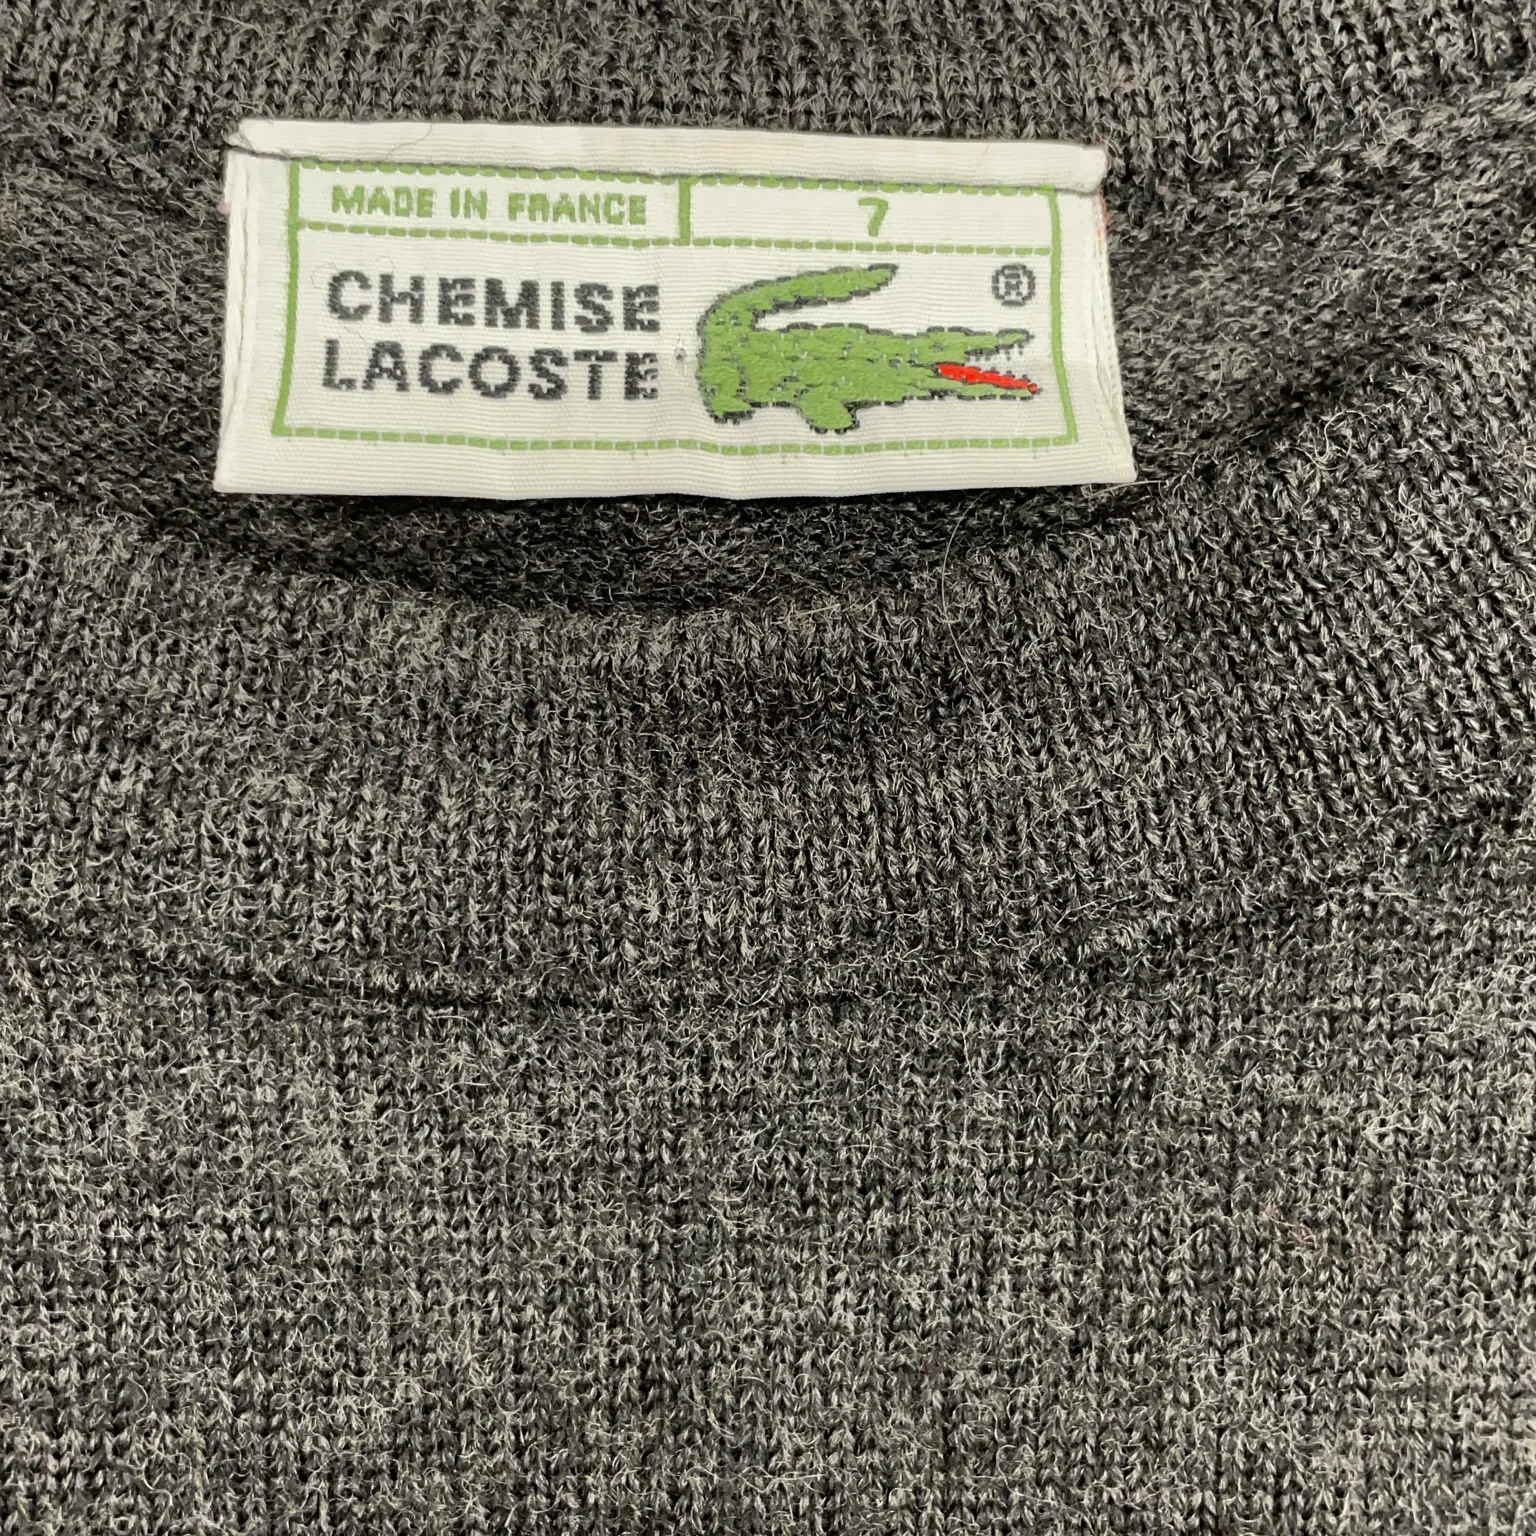 MADE IN FRANCE 7
CHEMISE ®
LACOSTE